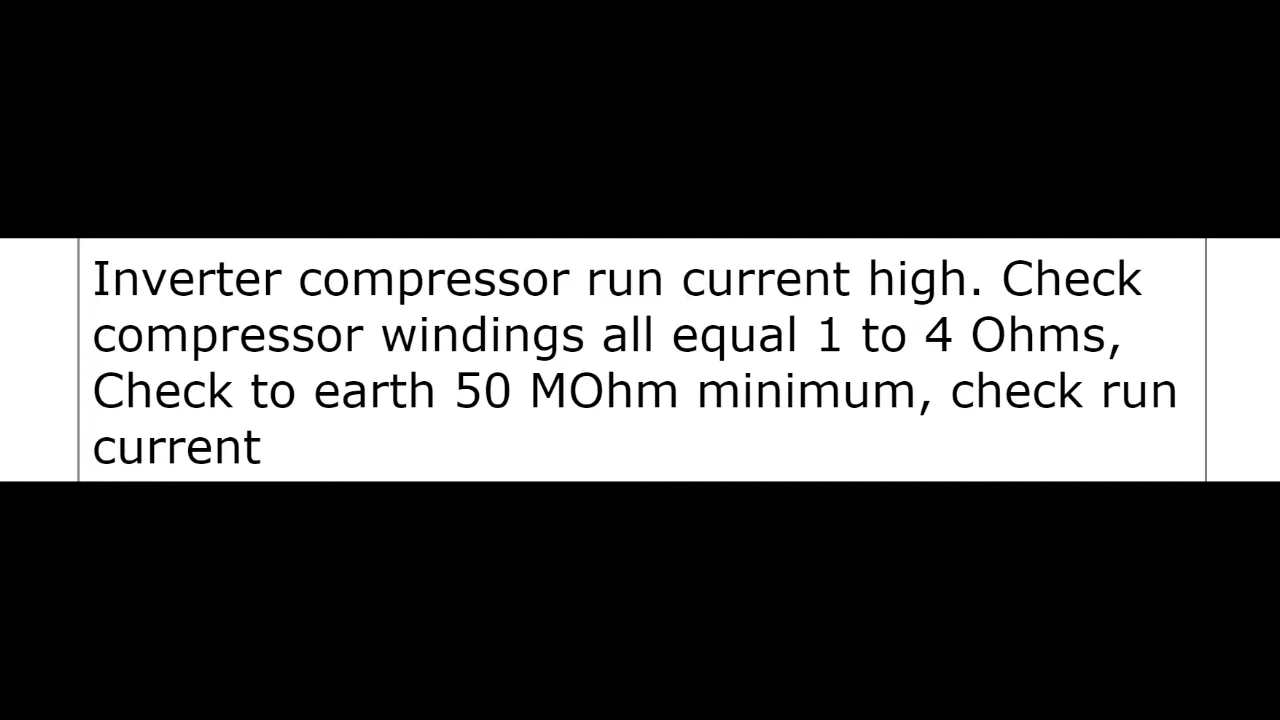 Inverter compressor run current high. Check
compressor windings all equal 1 to 4 Ohms,
Check to earth 50 MOhm minimum, check run
current